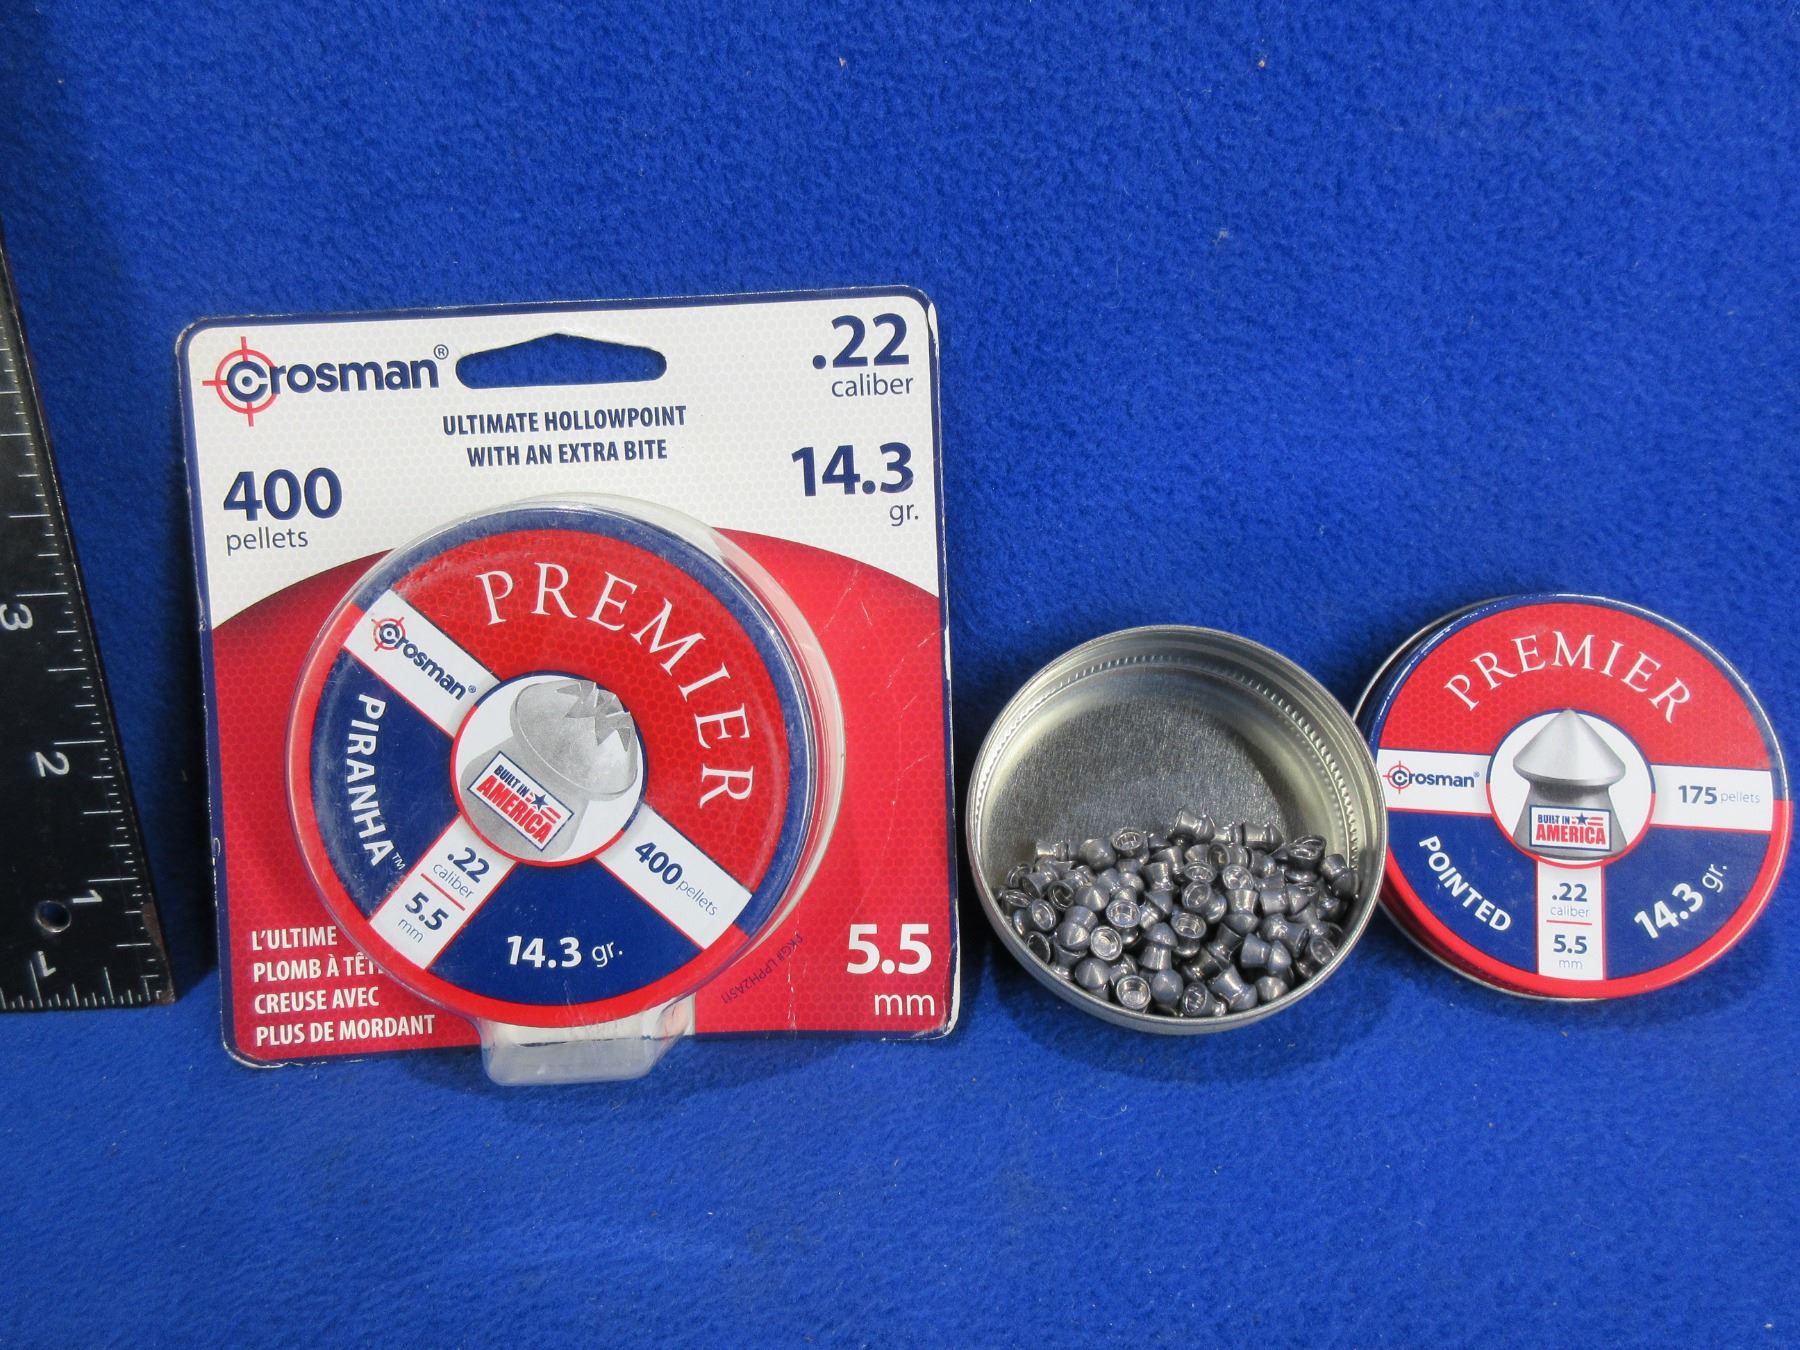 Crosman®
.22
caliber
ULTIMATE HOLLOWPOINT
WITH AN EXTRA BITE
14.3
gr.
400
pellets
PREMIER
Crosman®
PIRANHA™
BUILT IN
AMERICA
.22
caliber
5.5
mm
400 pellets
14.3 gr.
L'ULTIME
PLOMB À TÊTE
CREUSE AVEC
PLUS DE MORDANT
5.5
mm
PREMIER
Crosman®
175 pellets
BUILT IN
AMERICA
POINTED
.22
caliber
5.5
mm
14.3 gr.
3
2
1